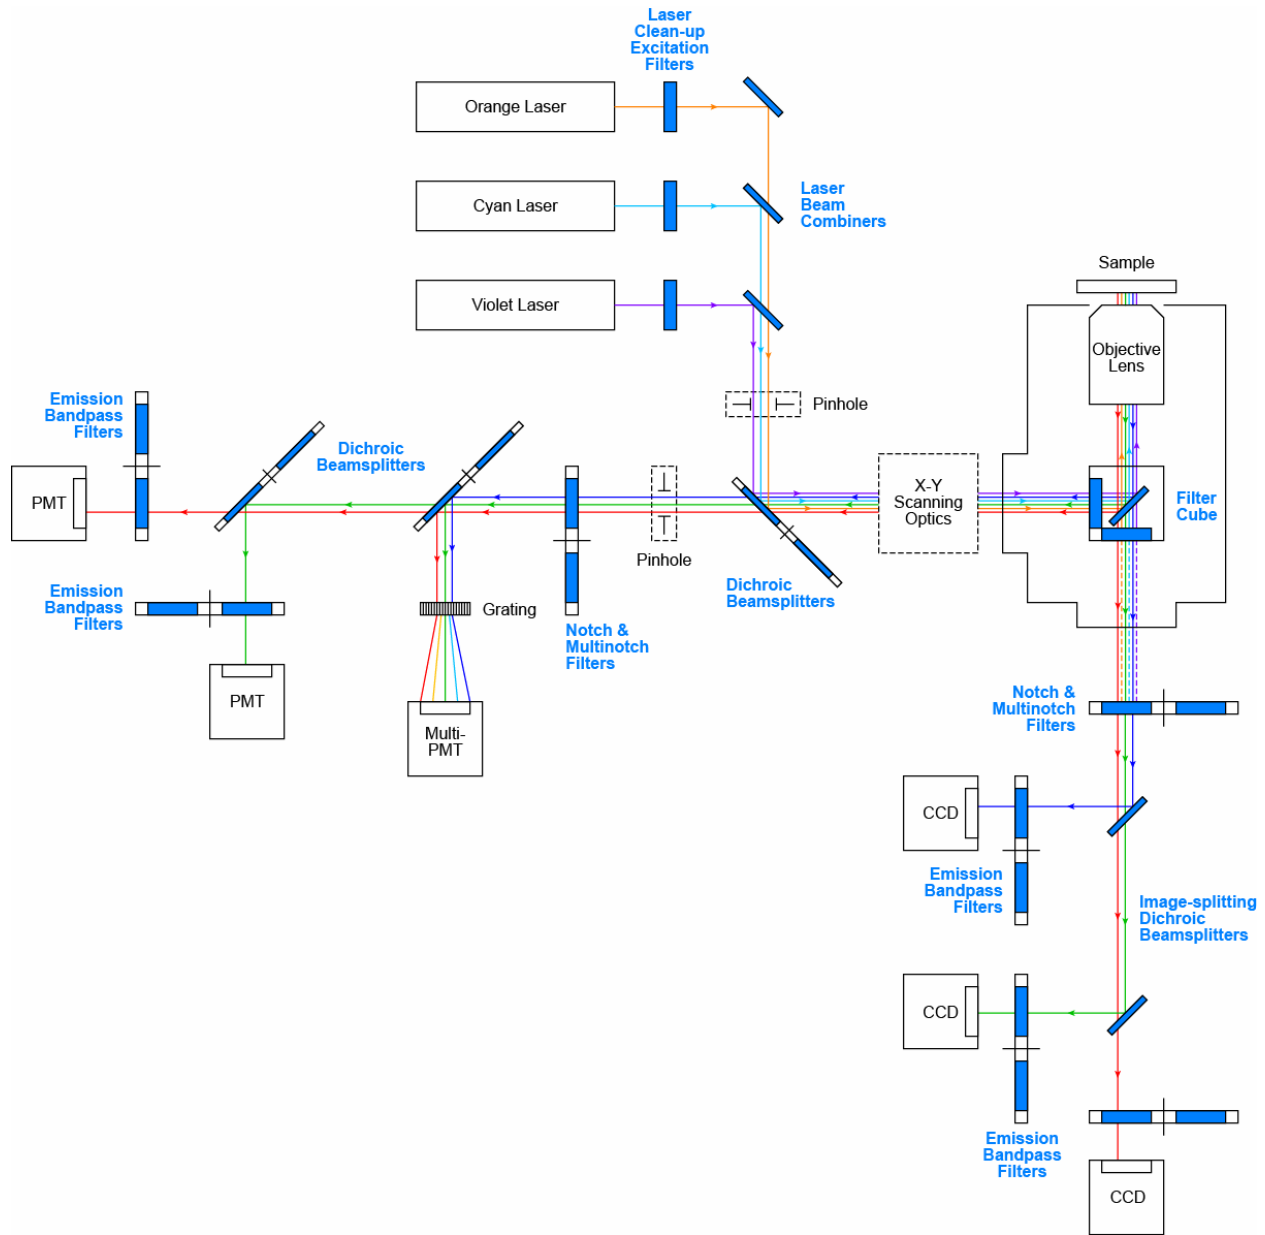 Laser
Clean-up
Excitation
Filters
Orange Laser
Cyan Laser
Laser
Beam
Combiners
Violet Laser
Sample
Objective
Lens
Pinhole
Emission
Bandpass
Filters
Dichroic
Beamsplitters
PMT
X-Y
Scanning
Optics
Filter
Cube
Pinhole
Dichroic
Beamsplitters
Emission
Bandpass
Filters
Grating
Notch &
Multinotch
Filters
PMT
Multi-
PMT
Notch &
Multinotch
Filters
CCD
Emission
Bandpass
Filters
Image-splitting
Dichroic
Beamsplitters
CCD
Emission
Bandpass
Filters
CCD